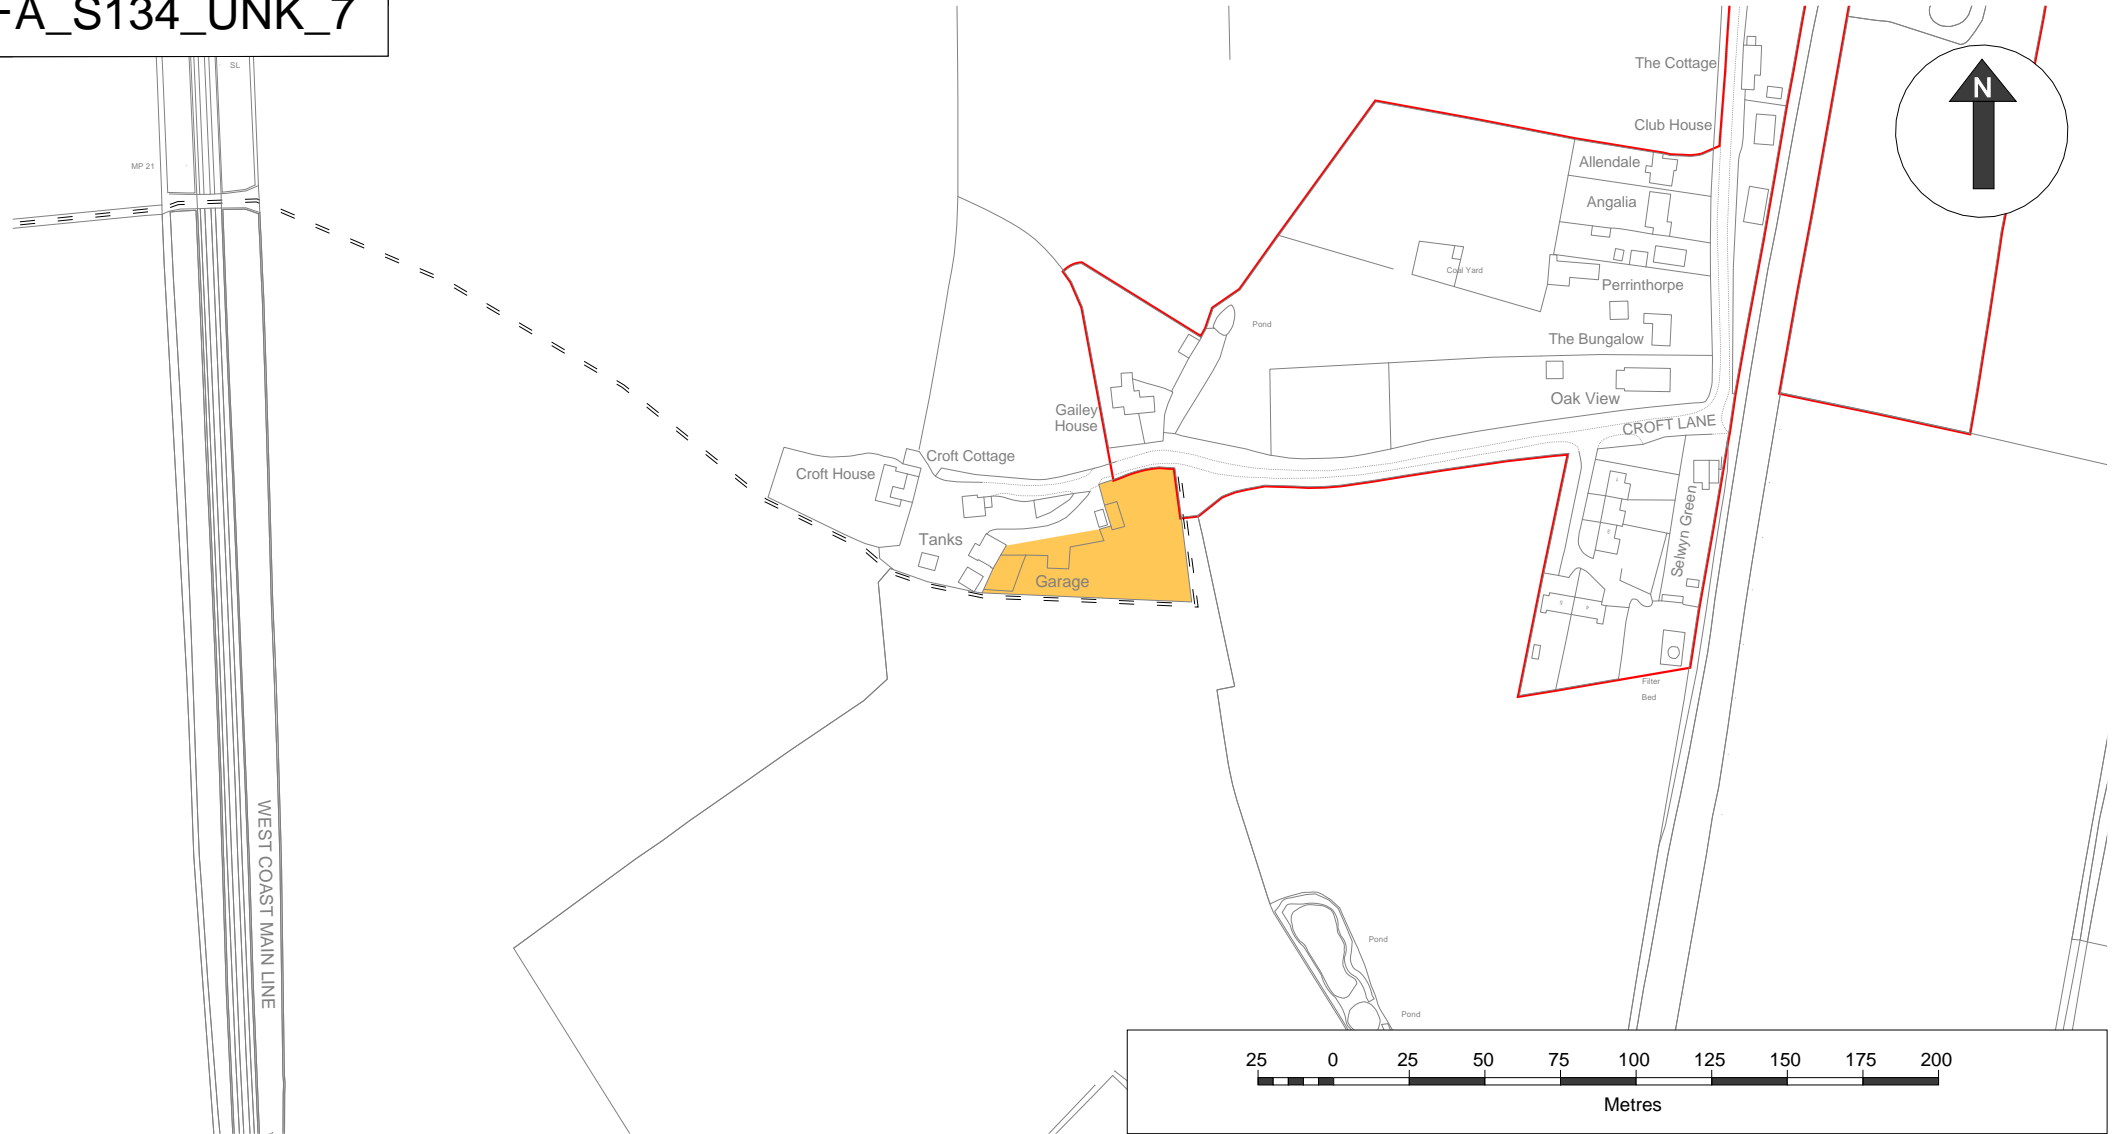 FA_S134_UNK_7
SL
MP 21
The Cottage
N
Club House
Allendale
Angalia
Coal Yard
Perrinthorpe
Pond
The Bungalow
Oak View
Gailey
House
CROFT LANE
Croft Cottage
Croft House
Selwyn Green
Tanks
Garage
Filter
Bed
WEST COAST MAIN LINE
Pond
Pond
25 0 25 50 75 100 125 150 175 200
Metres